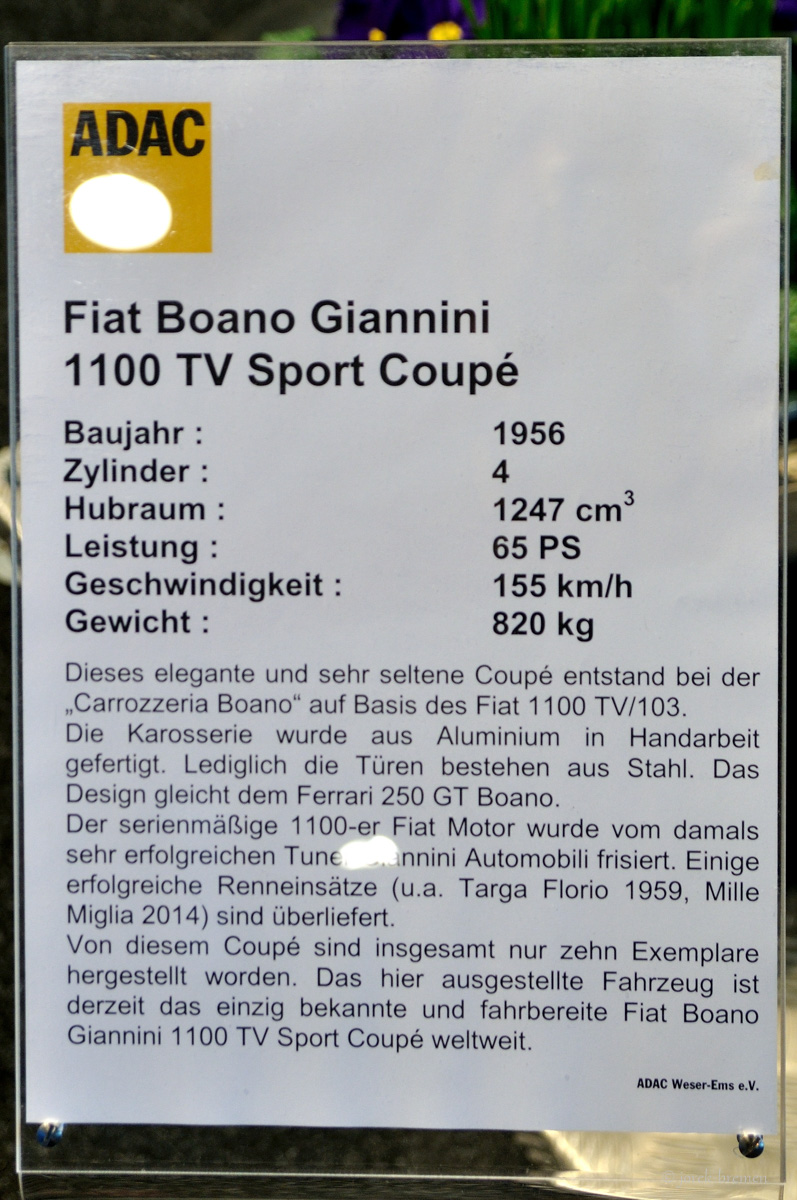 ADAC
Fiat Boano Giannini
1100 TV Sport Coupé
Baujahr : 1956
Zylinder : 4
Hubraum : 1247 cm³
Leistung : 65 PS
Geschwindigkeit : 155 km/h
Gewicht : 820 kg
Dieses elegante und sehr seltene Coupé entstand bei der
„Carrozzeria Boano“ auf Basis des Fiat 1100 TV/103.
Die Karosserie wurde aus Aluminium in Handarbeit
gefertigt. Lediglich die Türen bestehen aus Stahl. Das
Design gleicht dem Ferrari 250 GT Boano.
Der serienmäßige 1100-er Fiat Motor wurde vom damals
sehr erfolgreichen Tuner Giannini Automobili frisiert. Einige
erfolgreiche Renneinsätze (u.a. Targa Florio 1959, Mille
Miglia 2014) sind überliefert.
Von diesem Coupé sind insgesamt nur zehn Exemplare
hergestellt worden. Das hier ausgestellte Fahrzeug ist
derzeit das einzig bekannte und fahrbereite Fiat Boano
Giannini 1100 TV Sport Coupé weltweit.
ADAC Weser-Ems e.V.